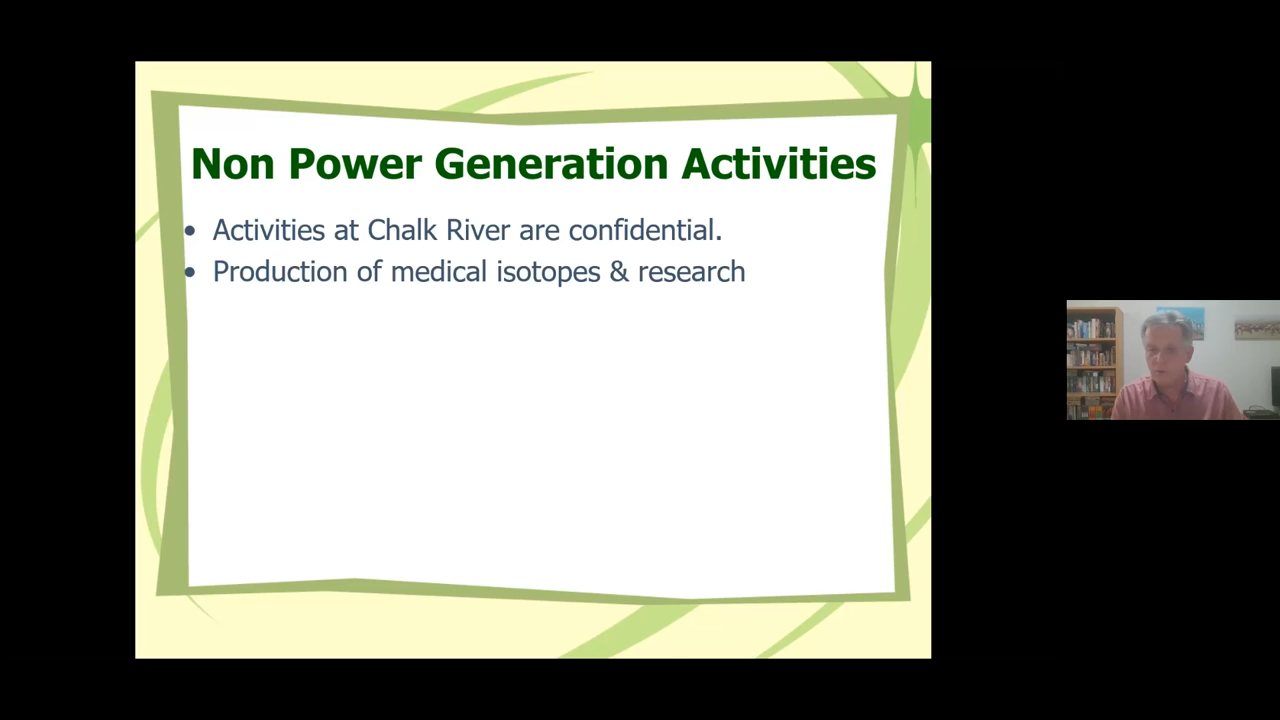 Non Power Generation Activities
• Activities at Chalk River are confidential.
• Production of medical isotopes & research